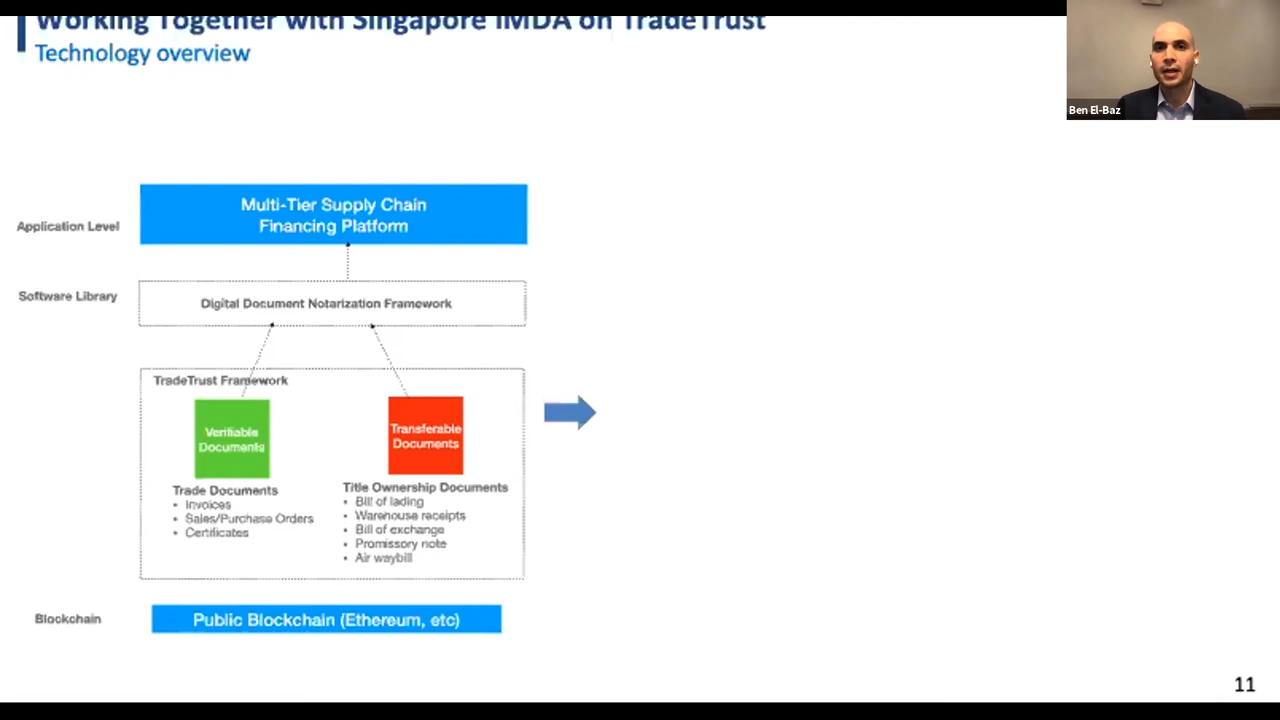 Working Together with Singapore IMDA on TradeTrust
Technology overview
Ben El-Baz
Application Level
Multi-Tier Supply Chain
Financing Platform
Software Library
Digital Document Notarization Framework
TradeTrust Framework
Verifiable
Documents
Transferable
Documents
Trade Documents
• Invoices
• Sales/Purchase Orders
• Certificates
Title Ownership Documents
• Bill of lading
• Warehouse receipts
• Bill of exchange
• Promissory note
• Air waybill
Blockchain
Public Blockchain (Ethereum, etc)
11